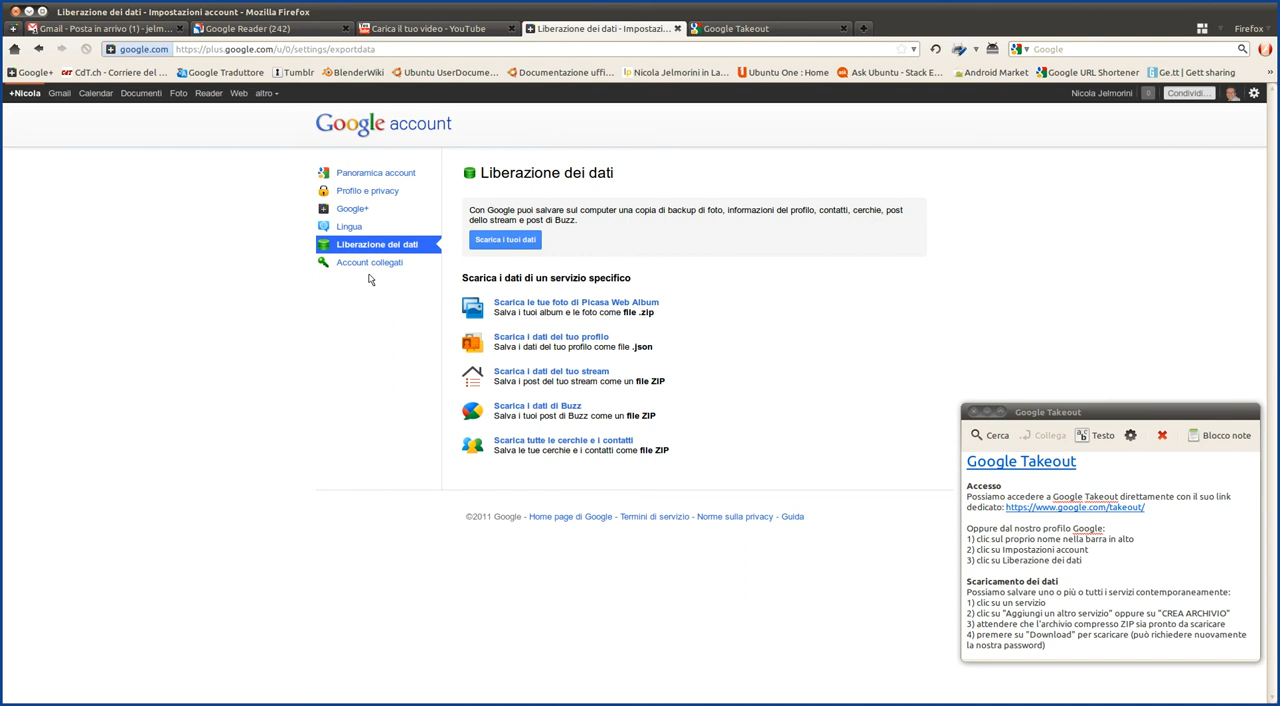 Liberazione dei dati - Impostazioni account - Mozilla Firefox
Gmail - Posta in arrivo (1) - jelm...
Google Reader (242)
Carica il tuo video - YouTube
Liberazione dei dati - Impostazi...
Google Takeout
Firefox
google.com
https://plus.google.com/u/0/settings/exportdata
Google
Google+
CdT.ch - Corriere del ...
Google Traduttore
Tumblr
BlenderWiki
Ubuntu UserDocume...
Documentazione uffi...
Nicola Jelmorini in La...
Ubuntu One : Home
Ask Ubuntu - Stack E...
Android Market
Google URL Shortener
Ge.tt | Gett sharing
+Nicola Gmail Calendar Documenti Foto Reader Web altro
Nicola Jelmorini 0 Condividi...
Google account
Panoramica account
Profilo e privacy
Google+
Lingua
Liberazione dei dati
Account collegati
Liberazione dei dati
Con Google puoi salvare sul computer una copia di backup di foto, informazioni del profilo, contatti, cerchie, post
dello stream e post di Buzz.
Scarica i tuoi dati
Scarica i dati di un servizio specifico
Scarica le tue foto di Picasa Web Album
Salva i tuoi album e le foto come file .zip
Scarica i dati del tuo profilo
Salva i dati del tuo profilo come file .json
Scarica i dati del tuo stream
Salva i post del tuo stream come un file ZIP
Scarica i dati di Buzz
Salva i tuoi post di Buzz come un file ZIP
Scarica tutte le cerchie e i contatti
Salva le tue cerchie e i contatti come file ZIP
©2011 Google - Home page di Google - Termini di servizio - Norme sulla privacy - Guida
Google Takeout
Cerca Collega Testo Blocco note
Google Takeout
Accesso
Possiamo accedere a Google Takeout direttamente con il suo link
dedicato: https://www.google.com/takeout/
Oppure dal nostro profilo Google:
1) clic sul proprio nome nella barra in alto
2) clic su Impostazioni account
3) clic su Liberazione dei dati
Scaricamento dei dati
Possiamo salvare uno o più o tutti i servizi contemporaneamente:
1) clic su un servizio
2) clic su "Aggiungi un altro servizio" oppure su "CREA ARCHIVIO"
3) attendere che l'archivio compresso ZIP sia pronto da scaricare
4) premere su "Download" per scaricare (può richiedere nuovamente
la nostra password)